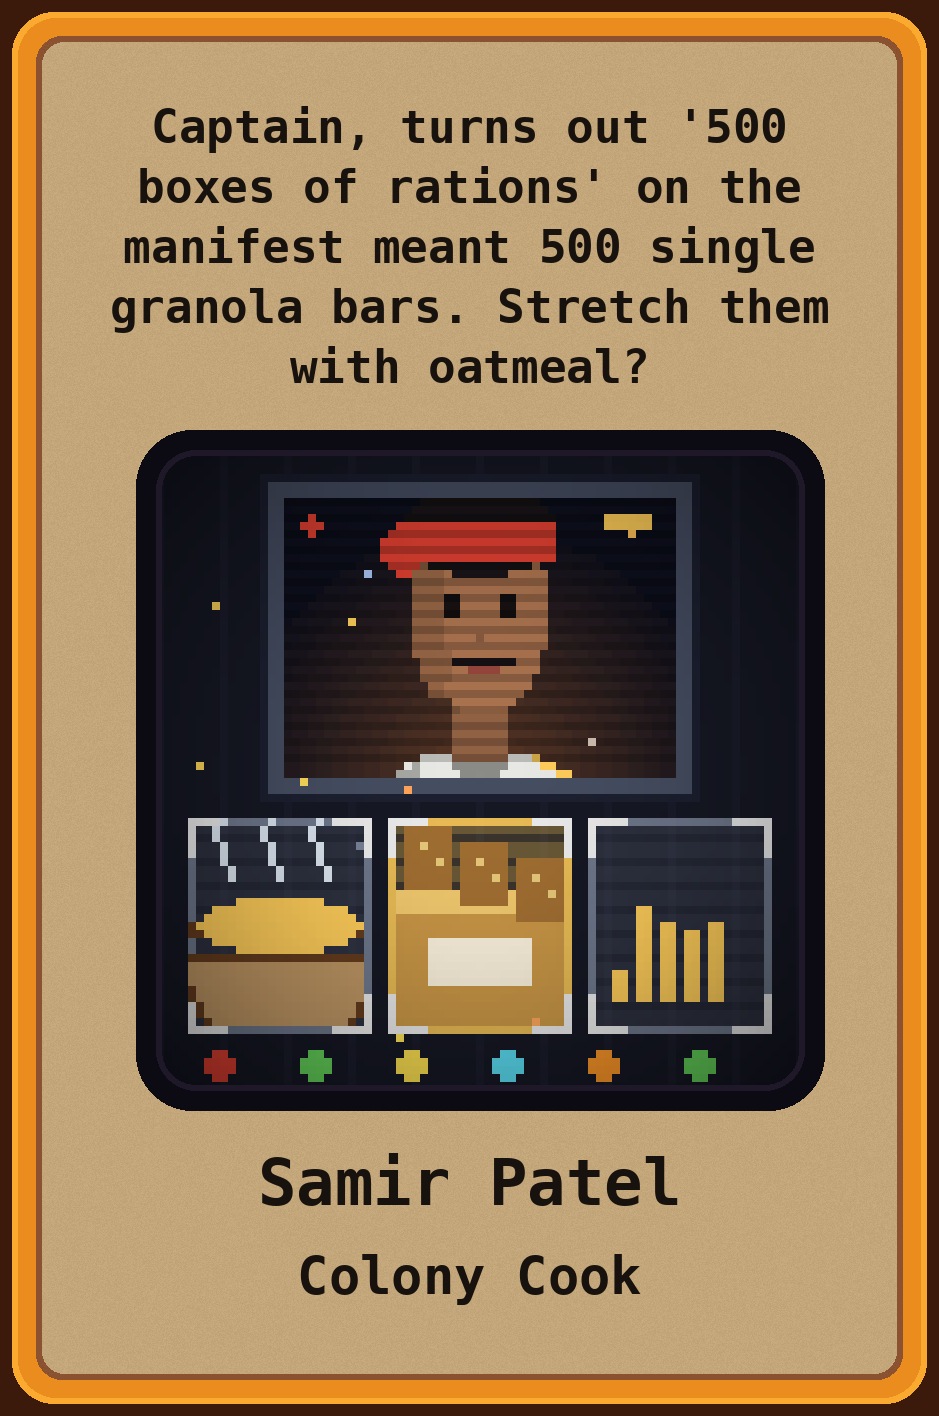 Captain, turns out '500
boxes of rations' on the
manifest meant 500 single
granola bars. Stretch them
with oatmeal?
Samir Patel
Colony Cook